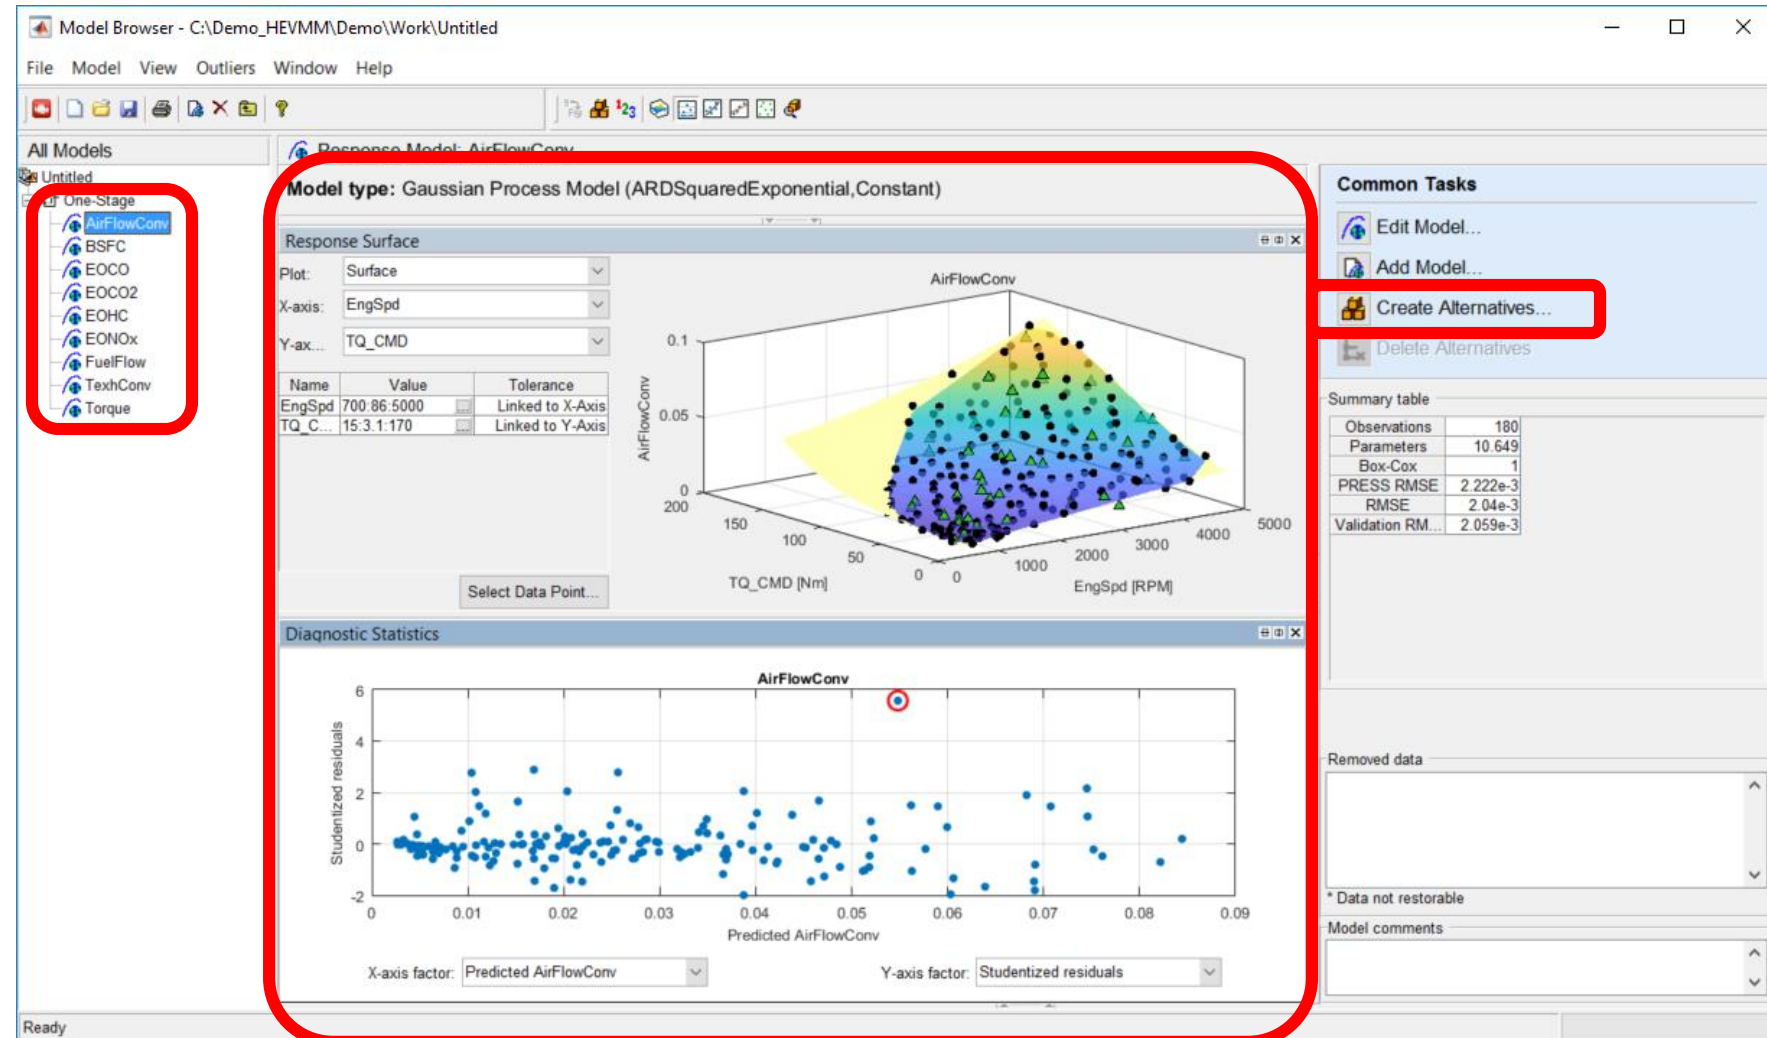 Model Browser - C:\Demo_HEVMM\Demo\Work\Untitled
File Model View Outliers Window Help
All Models
Response Model: AirFlowConv
Untitled
One-Stage
AirFlowConv
BSFC
EOCO
EOCO2
EOHC
EONOx
FuelFlow
TexhConv
Torque
Model type: Gaussian Process Model (ARDSquaredExponential,Constant)
Response Surface
Plot: Surface
X-axis: EngSpd
Y-ax... TQ_CMD
Name Value Tolerance
EngSpd 700:86:5000 ... Linked to X-Axis
TQ_C... 15:3.1:170 ... Linked to Y-Axis
Select Data Point...
AirFlowConv
0.1
0.05
0
AirFlowConv
200
150
100
50
0
TQ_CMD [Nm]
0
1000
2000
3000
4000
5000
EngSpd [RPM]
Diagnostic Statistics
AirFlowConv
6
4
2
0
-2
Studentized residuals
0 0.01 0.02 0.03 0.04 0.05 0.06 0.07 0.08 0.09
Predicted AirFlowConv
X-axis factor: Predicted AirFlowConv
Y-axis factor: Studentized residuals
Common Tasks
Edit Model...
Add Model...
Create Alternatives...
Delete Alternatives
Summary table
Observations 180
Parameters 10.649
Box-Cox 1
PRESS RMSE 2.222e-3
RMSE 2.04e-3
Validation RM... 2.059e-3
Removed data
* Data not restorable
Model comments
Ready